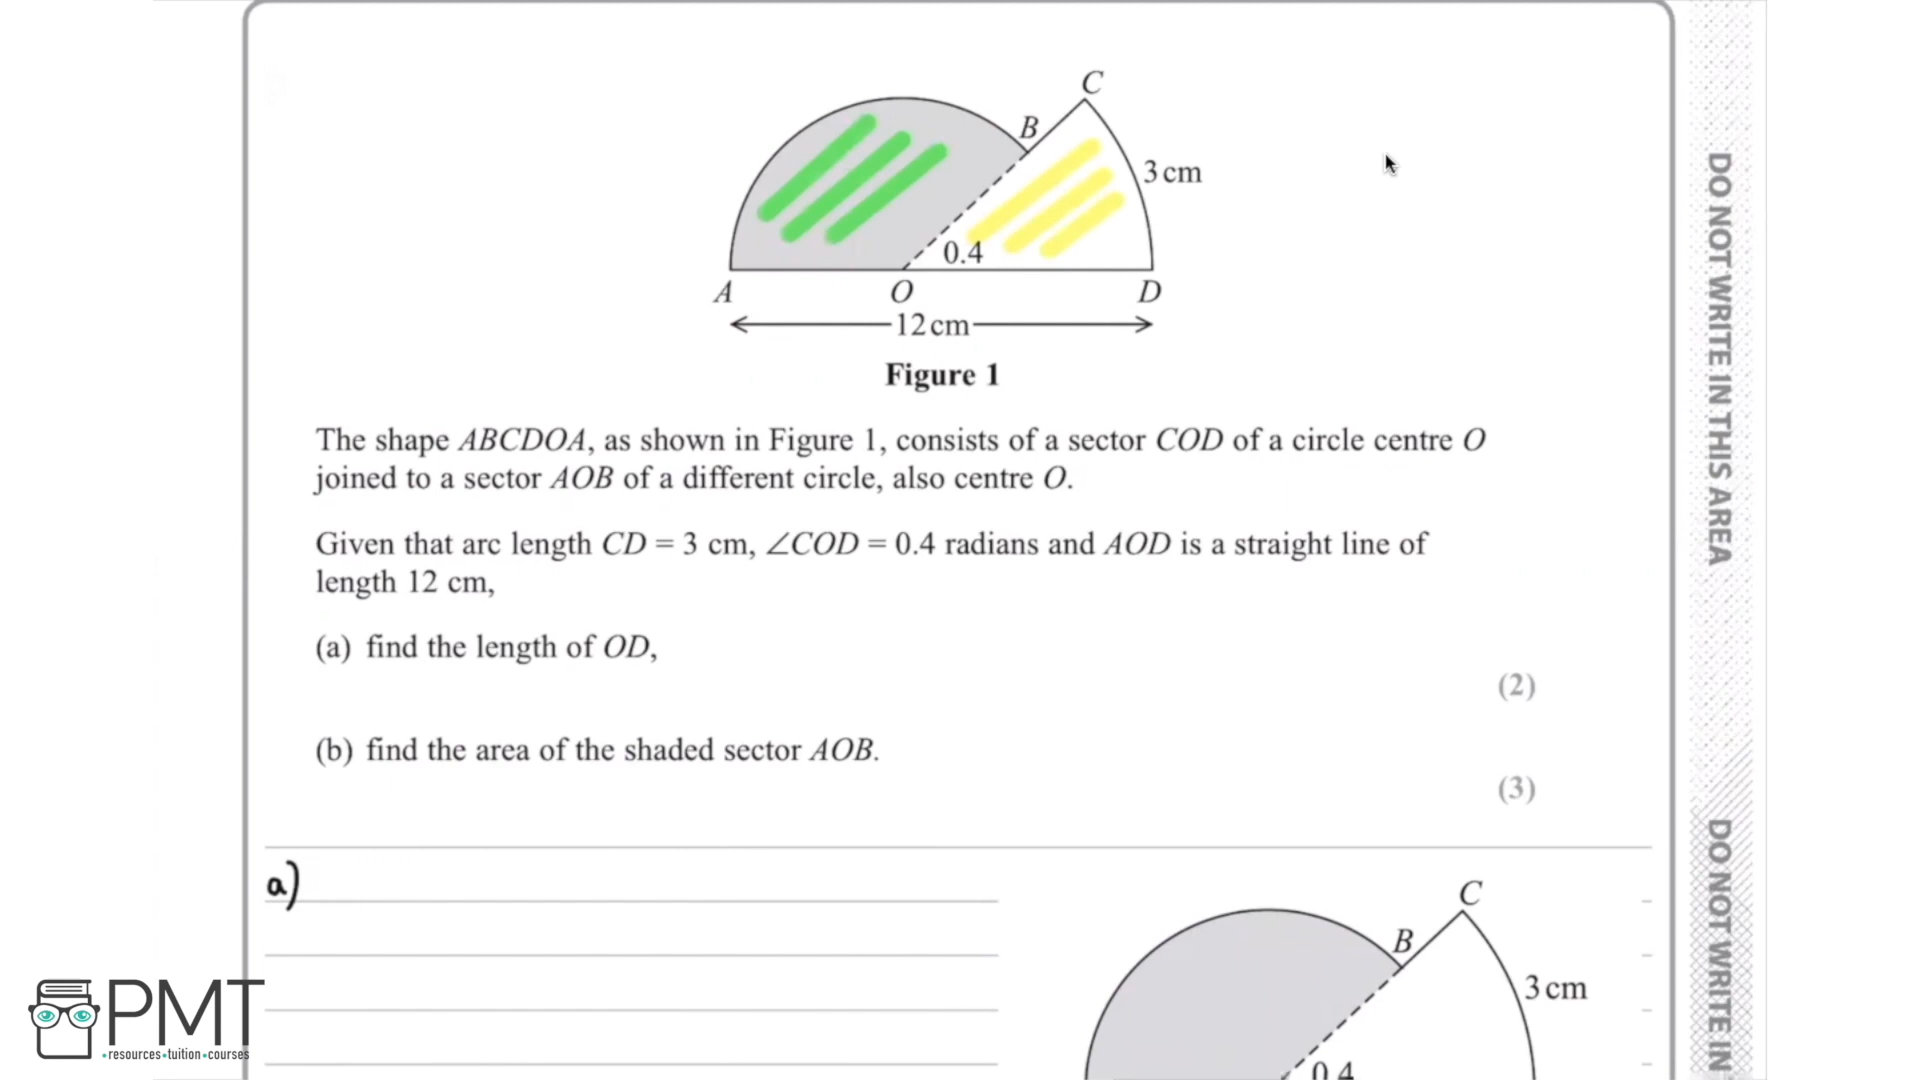 C
B
3 cm
0.4
A
O
D
12 cm
Figure 1
The shape ABCDOA, as shown in Figure 1, consists of a sector COD of a circle centre O
joined to a sector AOB of a different circle, also centre O.
Given that arc length CD = 3 cm, ∠COD = 0.4 radians and AOD is a straight line of
length 12 cm,
(a) find the length of OD,
(2)
(b) find the area of the shaded sector AOB.
(3)
a)
C
B
3 cm
0.4
PMT
•resources•tuition•courses
DO NOT WRITE IN THIS AREA
DO NOT WRITE IN